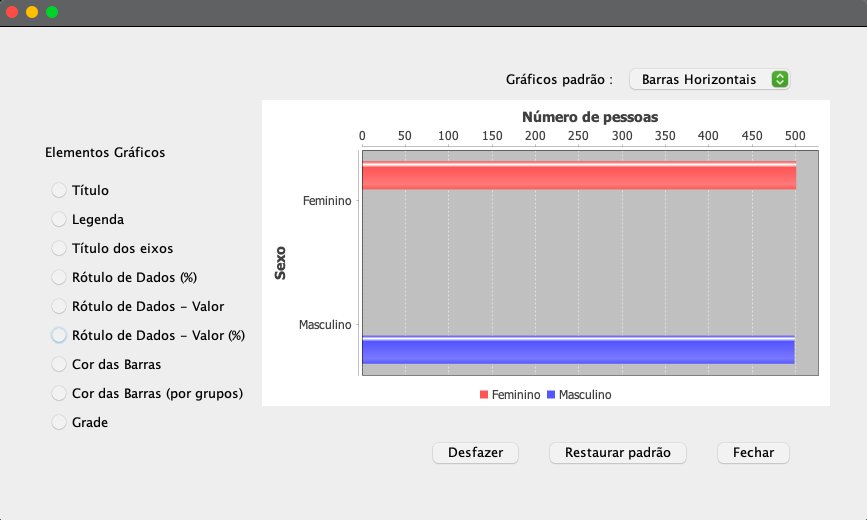 Gráficos padrão : Barras Horizontais
Elementos Gráficos
Título
Legenda
Título dos eixos
Rótulo de Dados (%)
Rótulo de Dados - Valor
Rótulo de Dados - Valor (%)
Cor das Barras
Cor das Barras (por grupos)
Grade
Número de pessoas
0 50 100 150 200 250 300 350 400 450 500
Sexo
Feminino
Masculino
Feminino Masculino
Desfazer Restaurar padrão Fechar